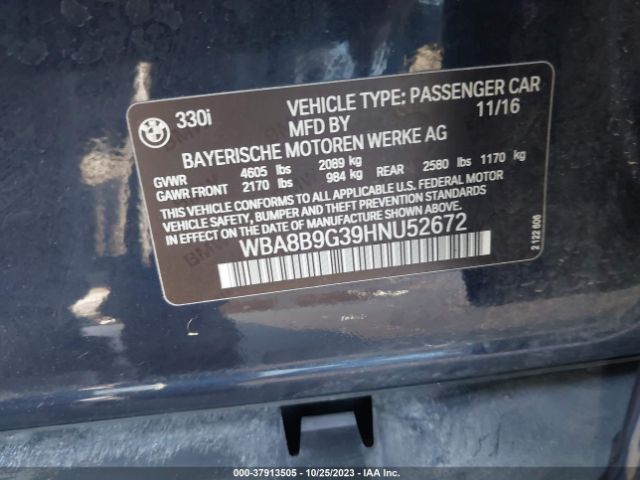 330i VEHICLE TYPE: PASSENGER CAR
MFD BY 11/16
BAYERISCHE MOTOREN WERKE AG
GVWR 4605 lbs 2089 kg
GAWR FRONT 2170 lbs 984 kg REAR 2580 lbs 1170 kg
THIS VEHICLE CONFORMS TO ALL APPLICABLE U.S. FEDERAL MOTOR
VEHICLE SAFETY, BUMPER AND THEFT PREVENTION STANDARDS
IN EFFECT ON THE DATE OF MANUFACTURE SHOWN ABOVE.
WBA8B9G39HNU52672
2 122 606
000-37913505 - 10/25/2023 - IAA Inc.